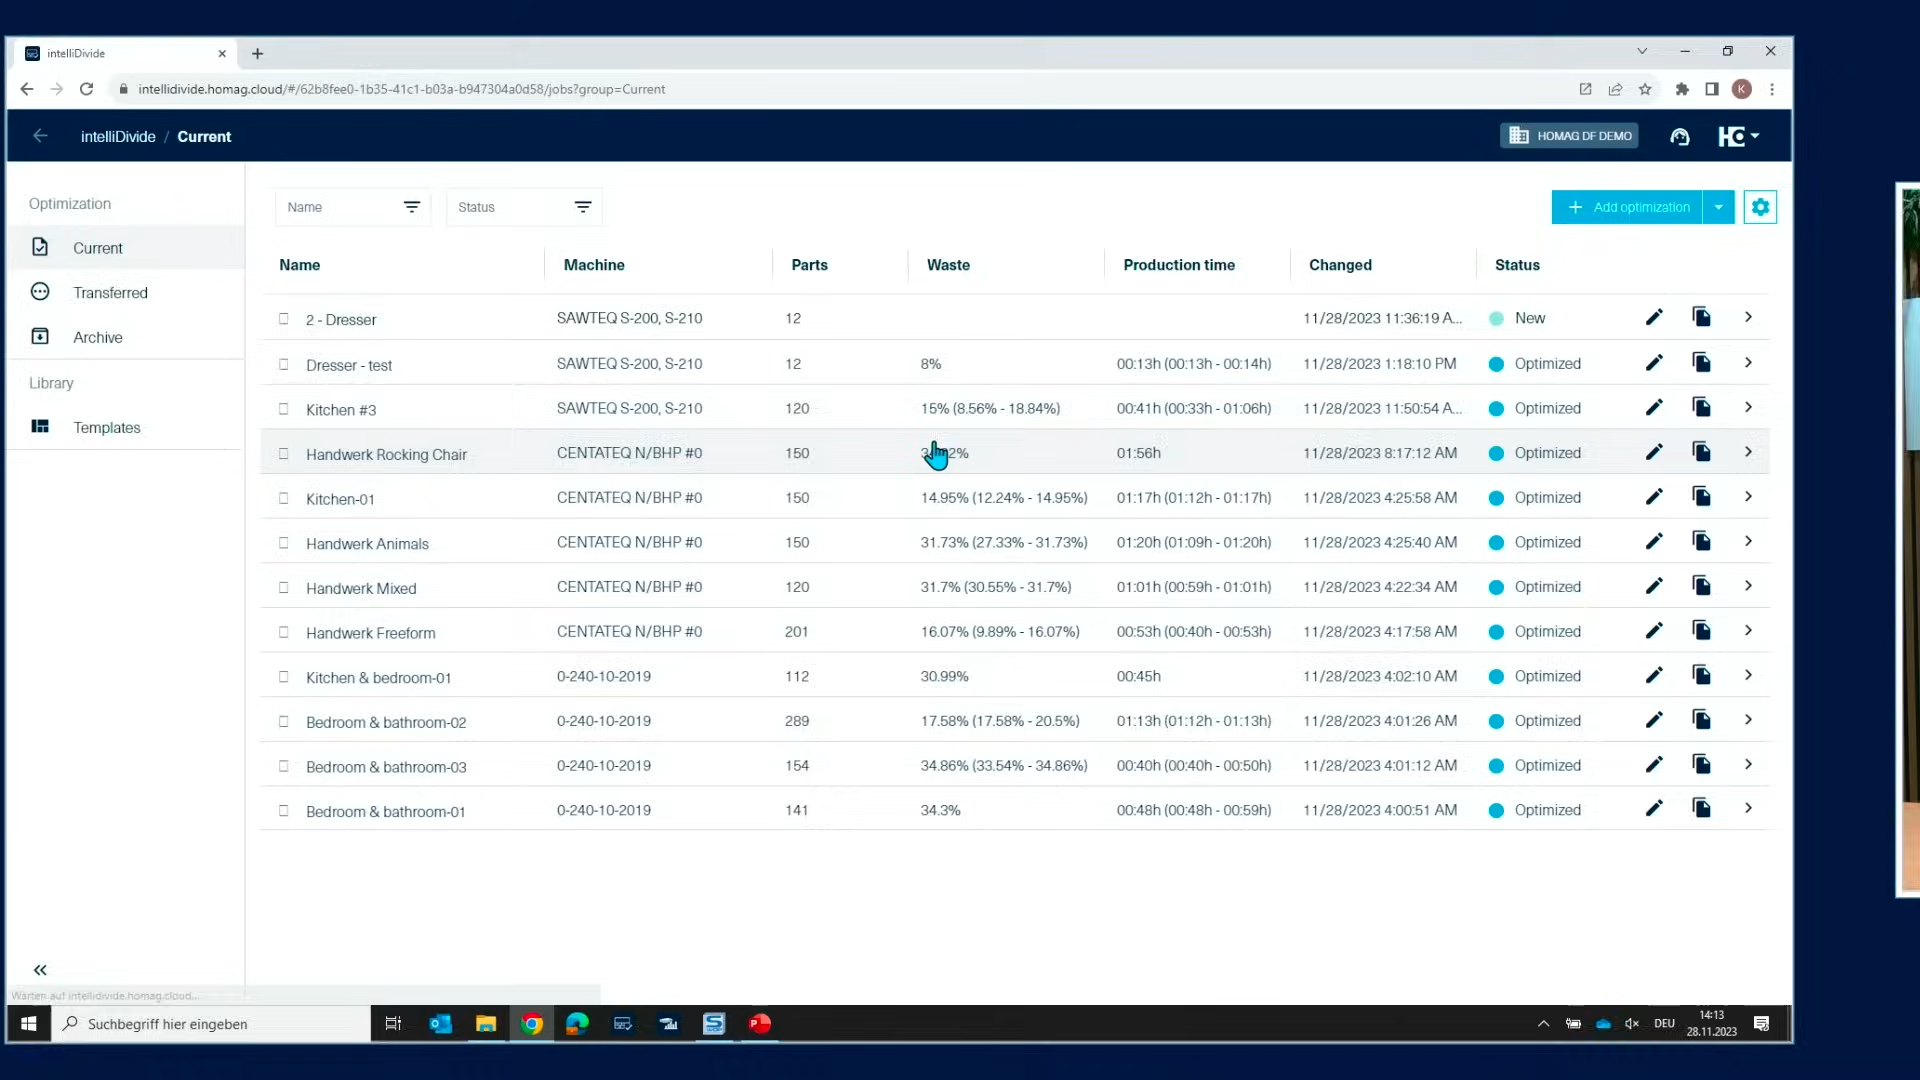 intelliDivide
intellidivide.homag.cloud/#/62b8fee0-1b35-41c1-b03a-b947304a0d58/jobs?group=Current
K
intelliDivide / Current
HOMAG DF DEMO
Optimization
Current
Transferred
Archive
Library
Templates
Name Status
+ Add optimization
Name Machine Parts Waste Production time Changed Status
2 - Dresser SAWTEQ S-200, S-210 12 11/28/2023 11:36:19 A... New
Dresser - test SAWTEQ S-200, S-210 12 8% 00:13h (00:13h - 00:14h) 11/28/2023 1:18:10 PM Optimized
Kitchen #3 SAWTEQ S-200, S-210 120 15% (8.56% - 18.84%) 00:41h (00:33h - 01:06h) 11/28/2023 11:50:54 A... Optimized
Handwerk Rocking Chair CENTATEQ N/BHP #0 150 01:56h 11/28/2023 8:17:12 AM Optimized
Kitchen-01 CENTATEQ N/BHP #0 150 14.95% (12.24% - 14.95%) 01:17h (01:12h - 01:17h) 11/28/2023 4:25:58 AM Optimized
Handwerk Animals CENTATEQ N/BHP #0 150 31.73% (27.33% - 31.73%) 01:20h (01:09h - 01:20h) 11/28/2023 4:25:40 AM Optimized
Handwerk Mixed CENTATEQ N/BHP #0 120 31.7% (30.55% - 31.7%) 01:01h (00:59h - 01:01h) 11/28/2023 4:22:34 AM Optimized
Handwerk Freeform CENTATEQ N/BHP #0 201 16.07% (9.89% - 16.07%) 00:53h (00:40h - 00:53h) 11/28/2023 4:17:58 AM Optimized
Kitchen & bedroom-01 0-240-10-2019 112 30.99% 00:45h 11/28/2023 4:02:10 AM Optimized
Bedroom & bathroom-02 0-240-10-2019 289 17.58% (17.58% - 20.5%) 01:13h (01:12h - 01:13h) 11/28/2023 4:01:26 AM Optimized
Bedroom & bathroom-03 0-240-10-2019 154 34.86% (33.54% - 34.86%) 00:40h (00:40h - 00:50h) 11/28/2023 4:01:12 AM Optimized
Bedroom & bathroom-01 0-240-10-2019 141 34.3% 00:48h (00:48h - 00:59h) 11/28/2023 4:00:51 AM Optimized
Warten auf intellidivide.homag.cloud...
Suchbegriff hier eingeben
DEU
14:13
28.11.2023